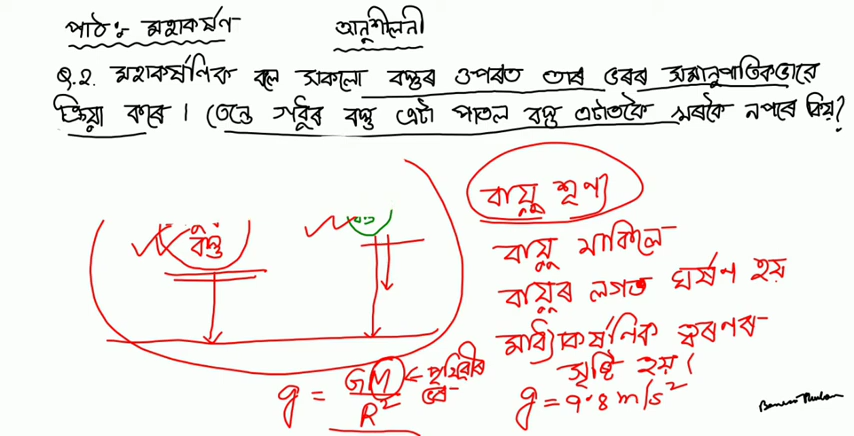 পাঠ :- মহাকৰ্ষণ অনুশীলনী
Q.2. মহাকৰ্ষণিক বলে সকলো বস্তুৰ ওপৰত তাৰ ভৰৰ সমানুপাতিকভাৱে
ক্ৰিয়া কৰে। তেন্তে গধুৰ বস্তু এটা পাতল বস্তু এটাতকৈ সৰকৈ নপৰে কিয়?
বায়ু শূণ্য
বস্তু
বায়ু থাকিলে
বায়ুৰ লগত ঘৰ্ষণ হয়
মাধ্যাকৰ্ষণিক ত্বৰণৰ
সৃষ্টি হয়।
g = GM/R² ← পৃথিৱীৰ
ভৰ
g = 9.8 m/s²